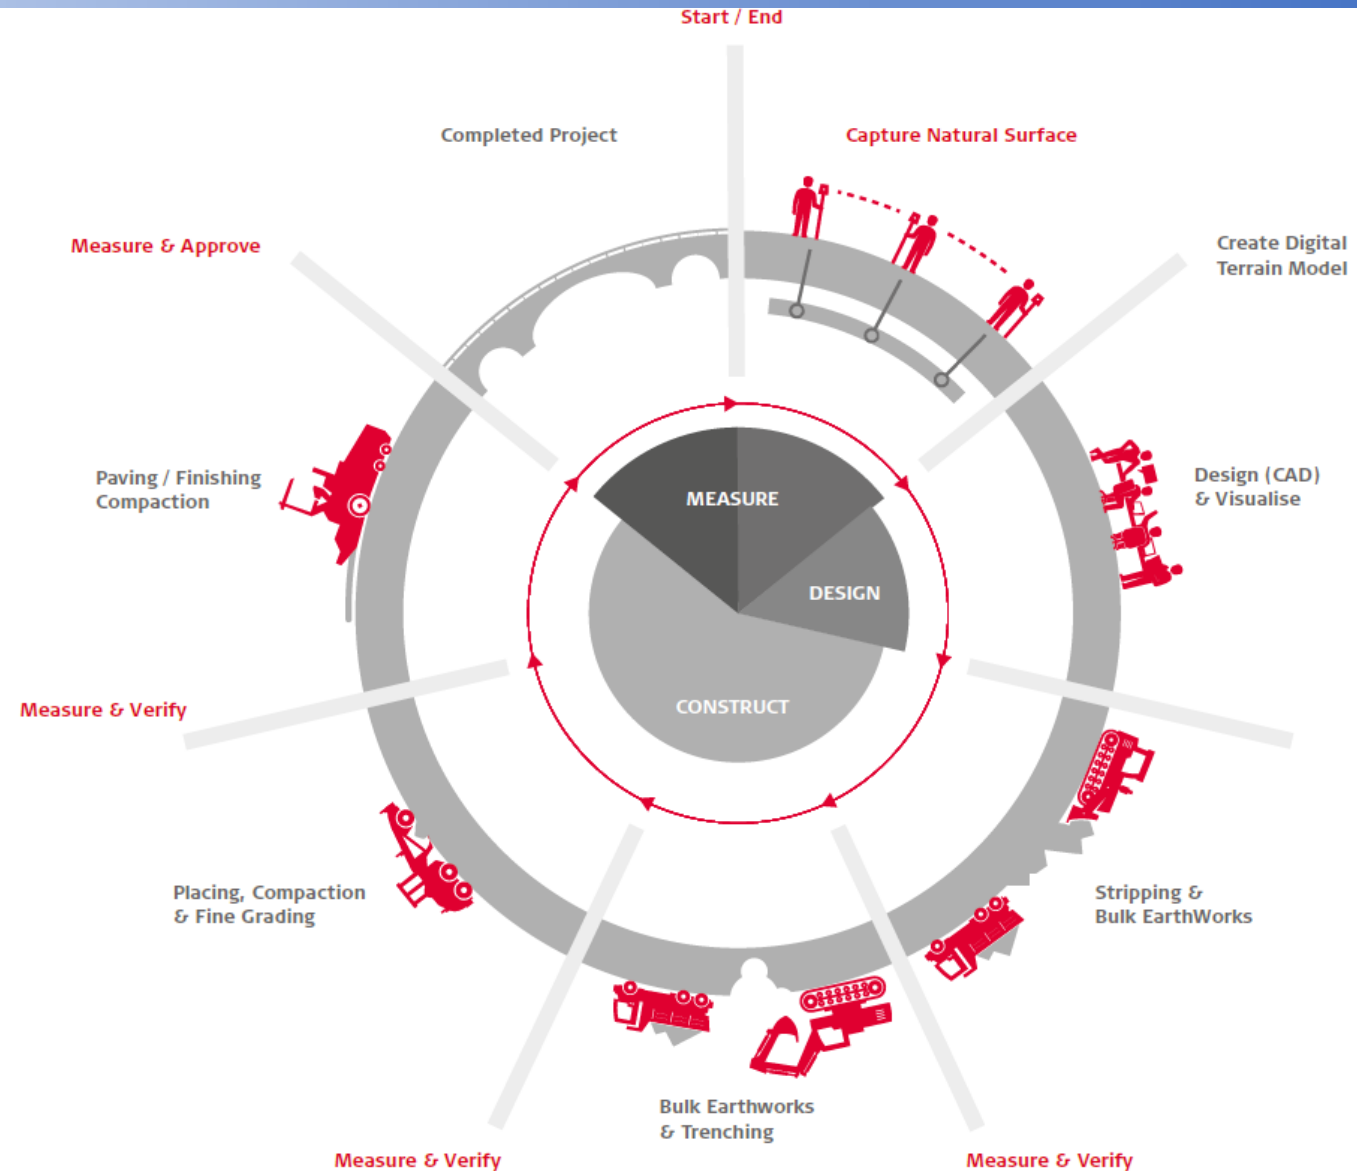 Start / End
Completed Project
Capture Natural Surface
Measure & Approve
Create Digital
Terrain Model
Paving / Finishing
Compaction
Design (CAD)
& Visualise
MEASURE
DESIGN
CONSTRUCT
Measure & Verify
Placing, Compaction
& Fine Grading
Stripping &
Bulk EarthWorks
Bulk Earthworks
& Trenching
Measure & Verify
Measure & Verify